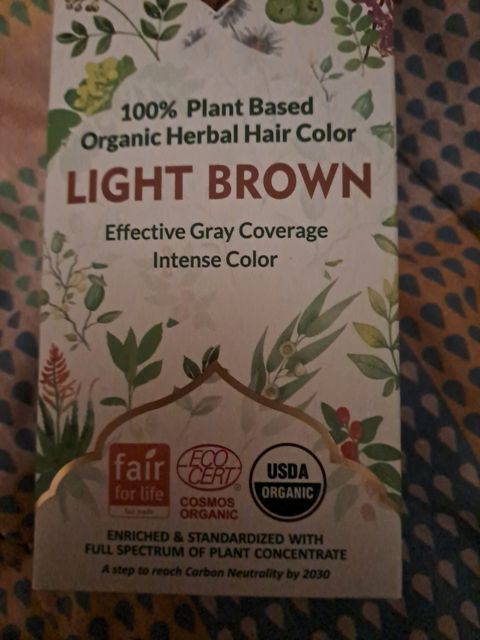 100% Plant Based
Organic Herbal Hair Color
LIGHT BROWN
Effective Gray Coverage
Intense Color
fair
for life
fair trade
ECO
CERT
®
COSMOS
ORGANIC
USDA
ORGANIC
ENRICHED & STANDARDIZED WITH
FULL SPECTRUM OF PLANT CONCENTRATE
A step to reach Carbon Neutrality by 2030